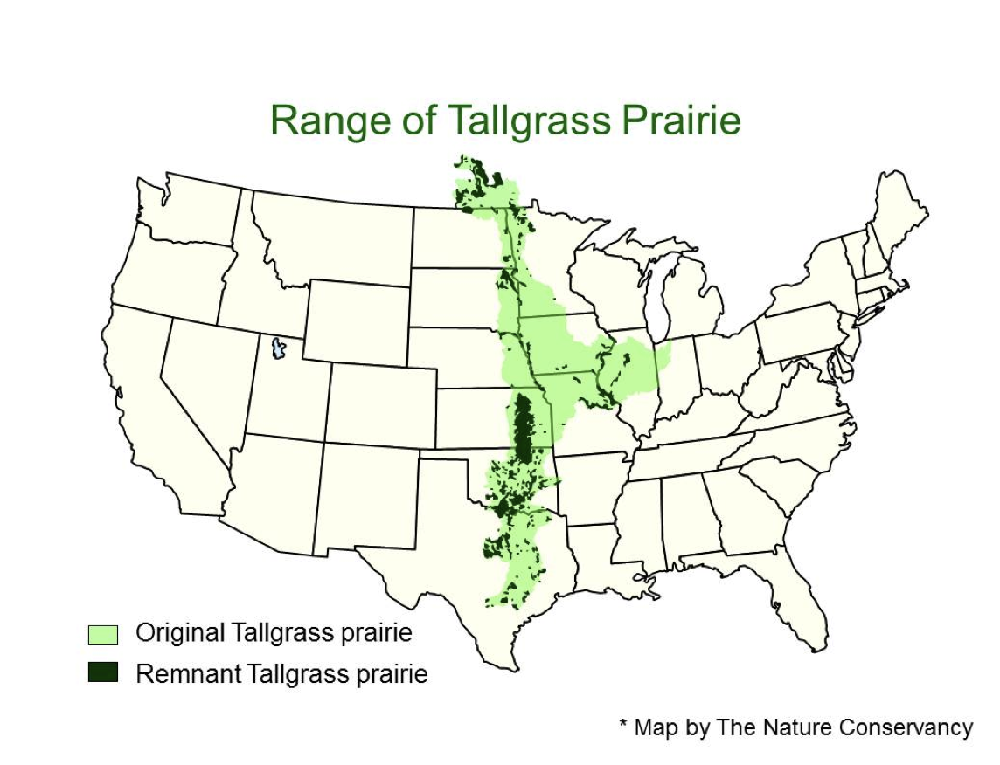 Range of Tallgrass Prairie
Original Tallgrass prairie
Remnant Tallgrass prairie
* Map by The Nature Conservancy